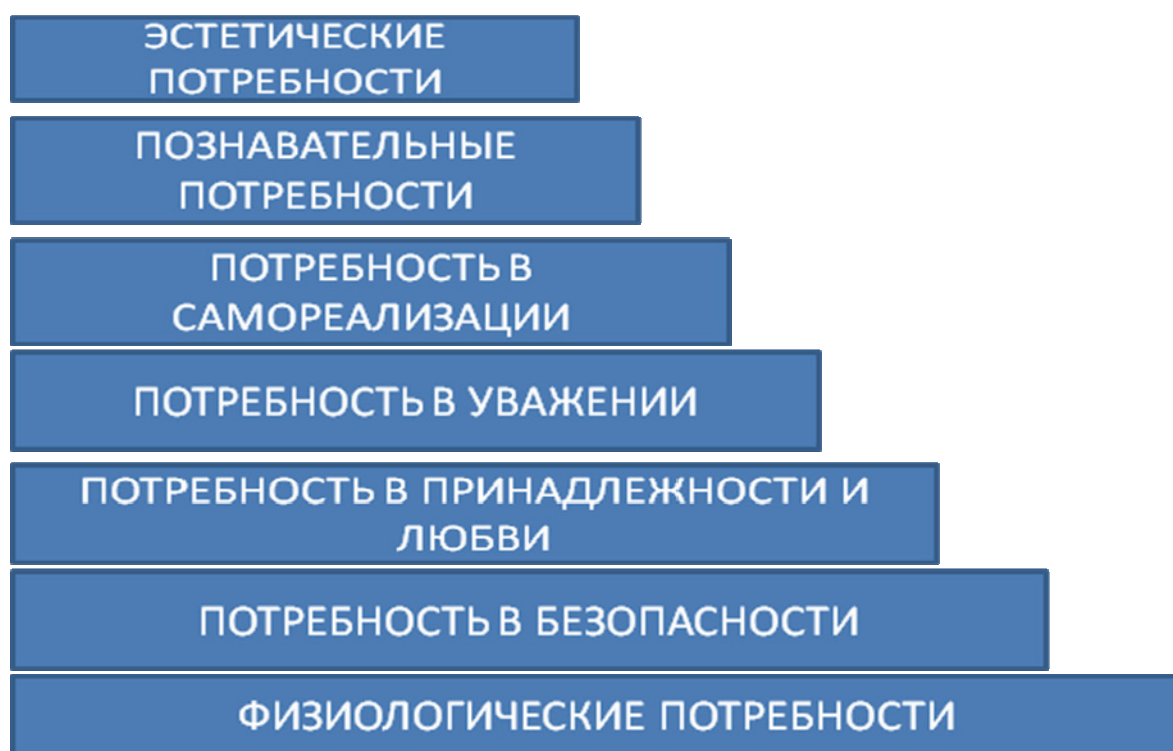 ЭСТЕТИЧЕСКИЕ
ПОТРЕБНОСТИ
ПОЗНАВАТЕЛЬНЫЕ
ПОТРЕБНОСТИ
ПОТРЕБНОСТЬ В
САМОРЕАЛИЗАЦИИ
ПОТРЕБНОСТЬ В УВАЖЕНИИ
ПОТРЕБНОСТЬ В ПРИНАДЛЕЖНОСТИ И
ЛЮБВИ
ПОТРЕБНОСТЬ В БЕЗОПАСНОСТИ
ФИЗИОЛОГИЧЕСКИЕ ПОТРЕБНОСТИ